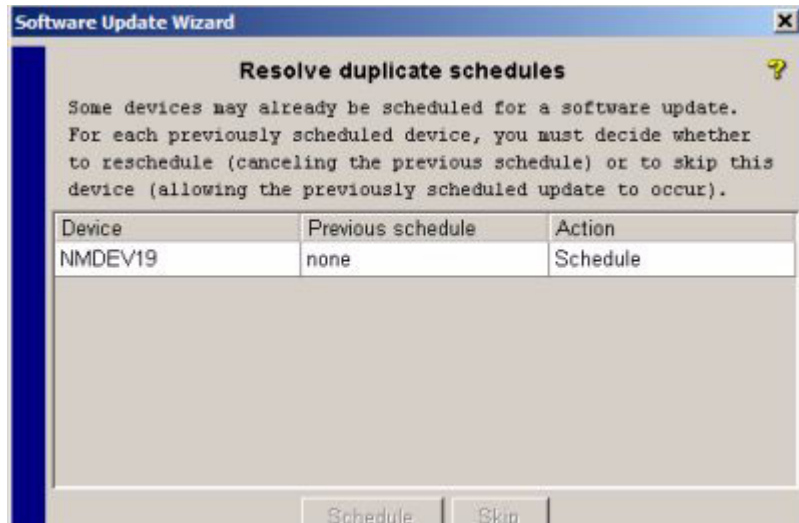 Software Update Wizard
Resolve duplicate schedules
Some devices may already be scheduled for a software update.
For each previously scheduled device, you must decide whether
to reschedule (canceling the previous schedule) or to skip this
device (allowing the previously scheduled update to occur).
Device Previous schedule Action
NMDEV19 none Schedule
Schedule Skip